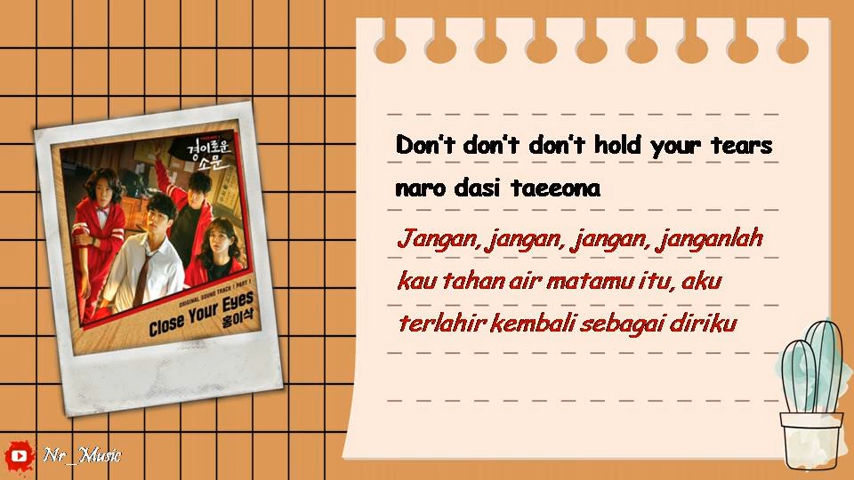 경이로운
소문
ORIGINAL SOUND TRACK | PART 1
Close Your Eyes
홍이삭
Don't don't don't hold your tears
naro dasi taeeona
Jangan, jangan, jangan, janganlah
kau tahan air matamu itu, aku
terlahir kembali sebagai diriku
Nr_Music